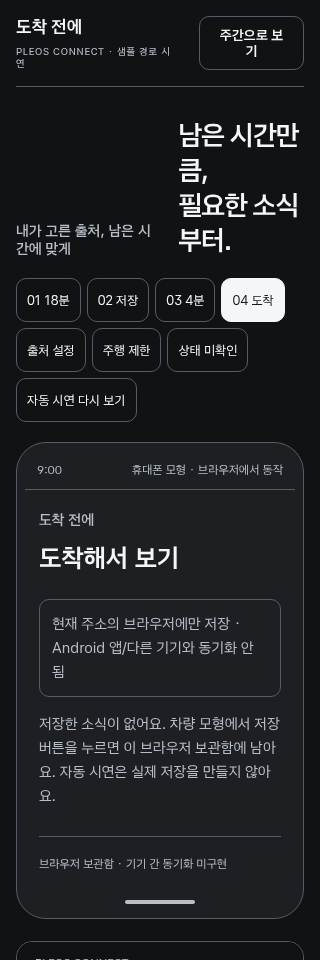 도착 전에
PLEOS CONNECT · 샘플 경로 시
연
주간으로 보
기
남은 시간만
큼,
필요한 소식
부터.
내가 고른 출처, 남은 시
간에 맞게
01 18분
02 저장
03 4분
04 도착
출처 설정
주행 제한
상태 미확인
자동 시연 다시 보기
9:00
휴대폰 모형 · 브라우저에서 동작
도착 전에
도착해서 보기
현재 주소의 브라우저에만 저장 ·
Android 앱/다른 기기와 동기화 안
됨
저장한 소식이 없어요. 차량 모형에서 저장
버튼을 누르면 이 브라우저 보관함에 남아
요. 자동 시연은 실제 저장을 만들지 않아
요.
브라우저 보관함 · 기기 간 동기화 미구현